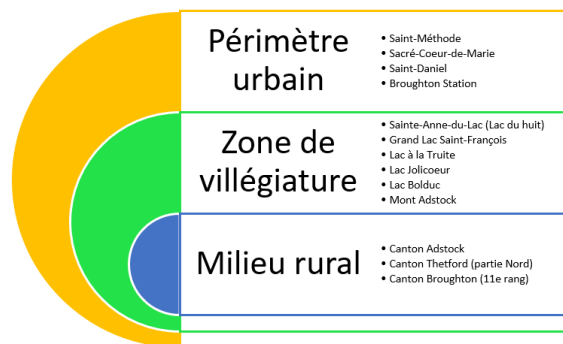 Périmètre
urbain
• Saint-Méthode
• Sacré-Coeur-de-Marie
• Saint-Daniel
• Broughton Station
Zone de
villégiature
• Sainte-Anne-du-Lac (Lac du huit)
• Grand Lac Saint-François
• Lac à la Truite
• Lac Jolicoeur
• Lac Bolduc
• Mont Adstock
Milieu rural
• Canton Adstock
• Canton Thetford (partie Nord)
• Canton Broughton (11e rang)